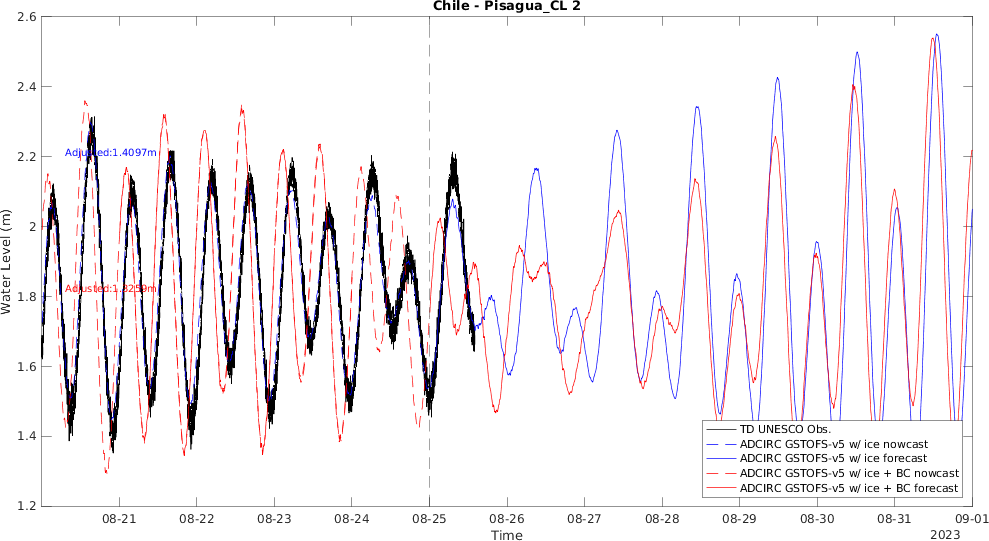 Chile - Pisagua_CL 2
2.6
2.4
2.2
2
1.8
1.6
1.4
1.2
Water Level (m)
Adjusted:1.4097m
Adjusted:1.8259m
TD UNESCO Obs.
ADCIRC GSTOFS-v5 w/ ice nowcast
ADCIRC GSTOFS-v5 w/ ice forecast
ADCIRC GSTOFS-v5 w/ ice + BC nowcast
ADCIRC GSTOFS-v5 w/ ice + BC forecast
08-21 08-22 08-23 08-24 08-25 08-26 08-27 08-28 08-29 08-30 08-31 09-01
Time
2023